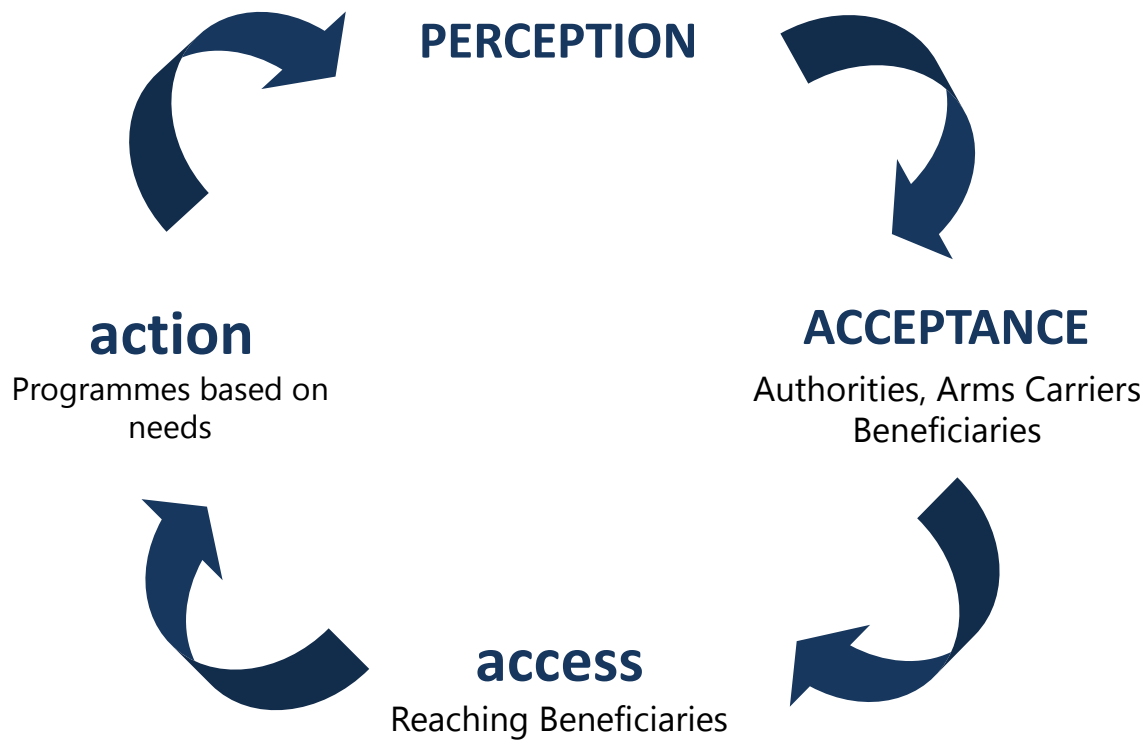 PERCEPTION
ACCEPTANCE
Authorities, Arms Carriers
Beneficiaries
access
Reaching Beneficiaries
action
Programmes based on
needs